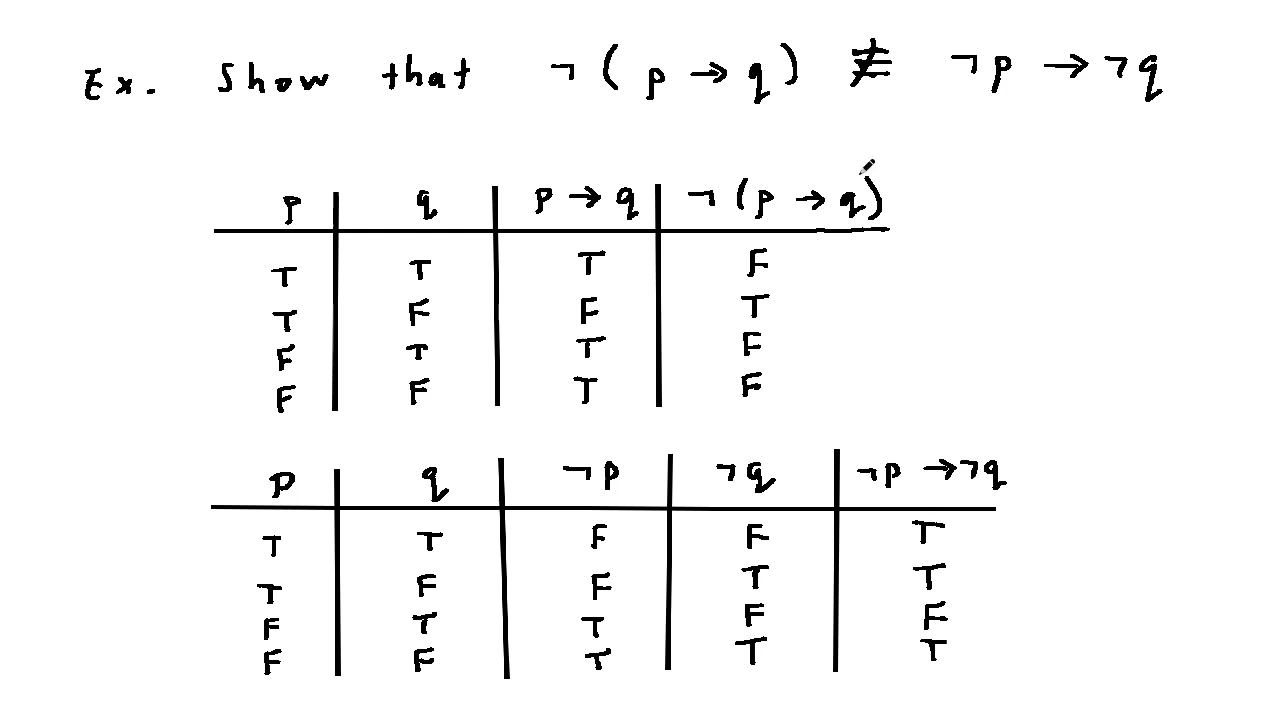 Ex. Show that ¬ ( p → q ) ≢ ¬ p → ¬ q
p q p → q ¬ ( p → q )
T T T F
T F F T
F T T F
F F T F
p q ¬ p ¬ q ¬ p → ¬ q
T T F F T
T F F T T
F T T F F
F F T T T